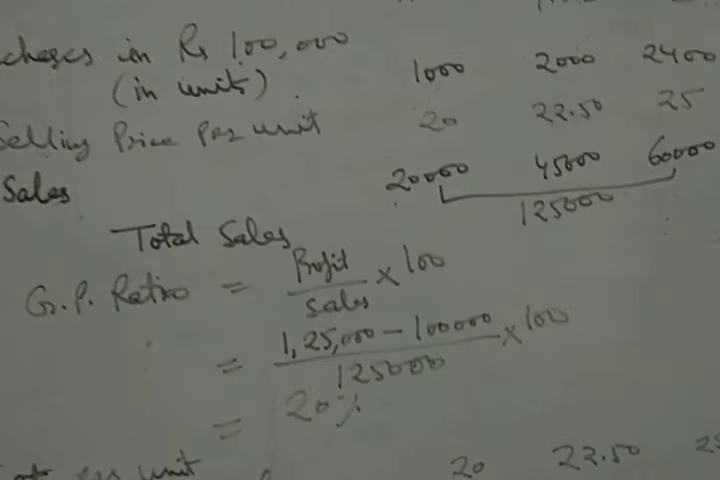 chases in Rs 100,000
(in units) 1000 2000 2400
Selling Price Per unit 20 22.50 25
Sales 20000 45000 60000
125000
Total Sales
G.P. Ratio = Profit / Sales × 100
= 1,25,000 - 100000 / 125000 × 100
= 20%
per unit 20 22.50